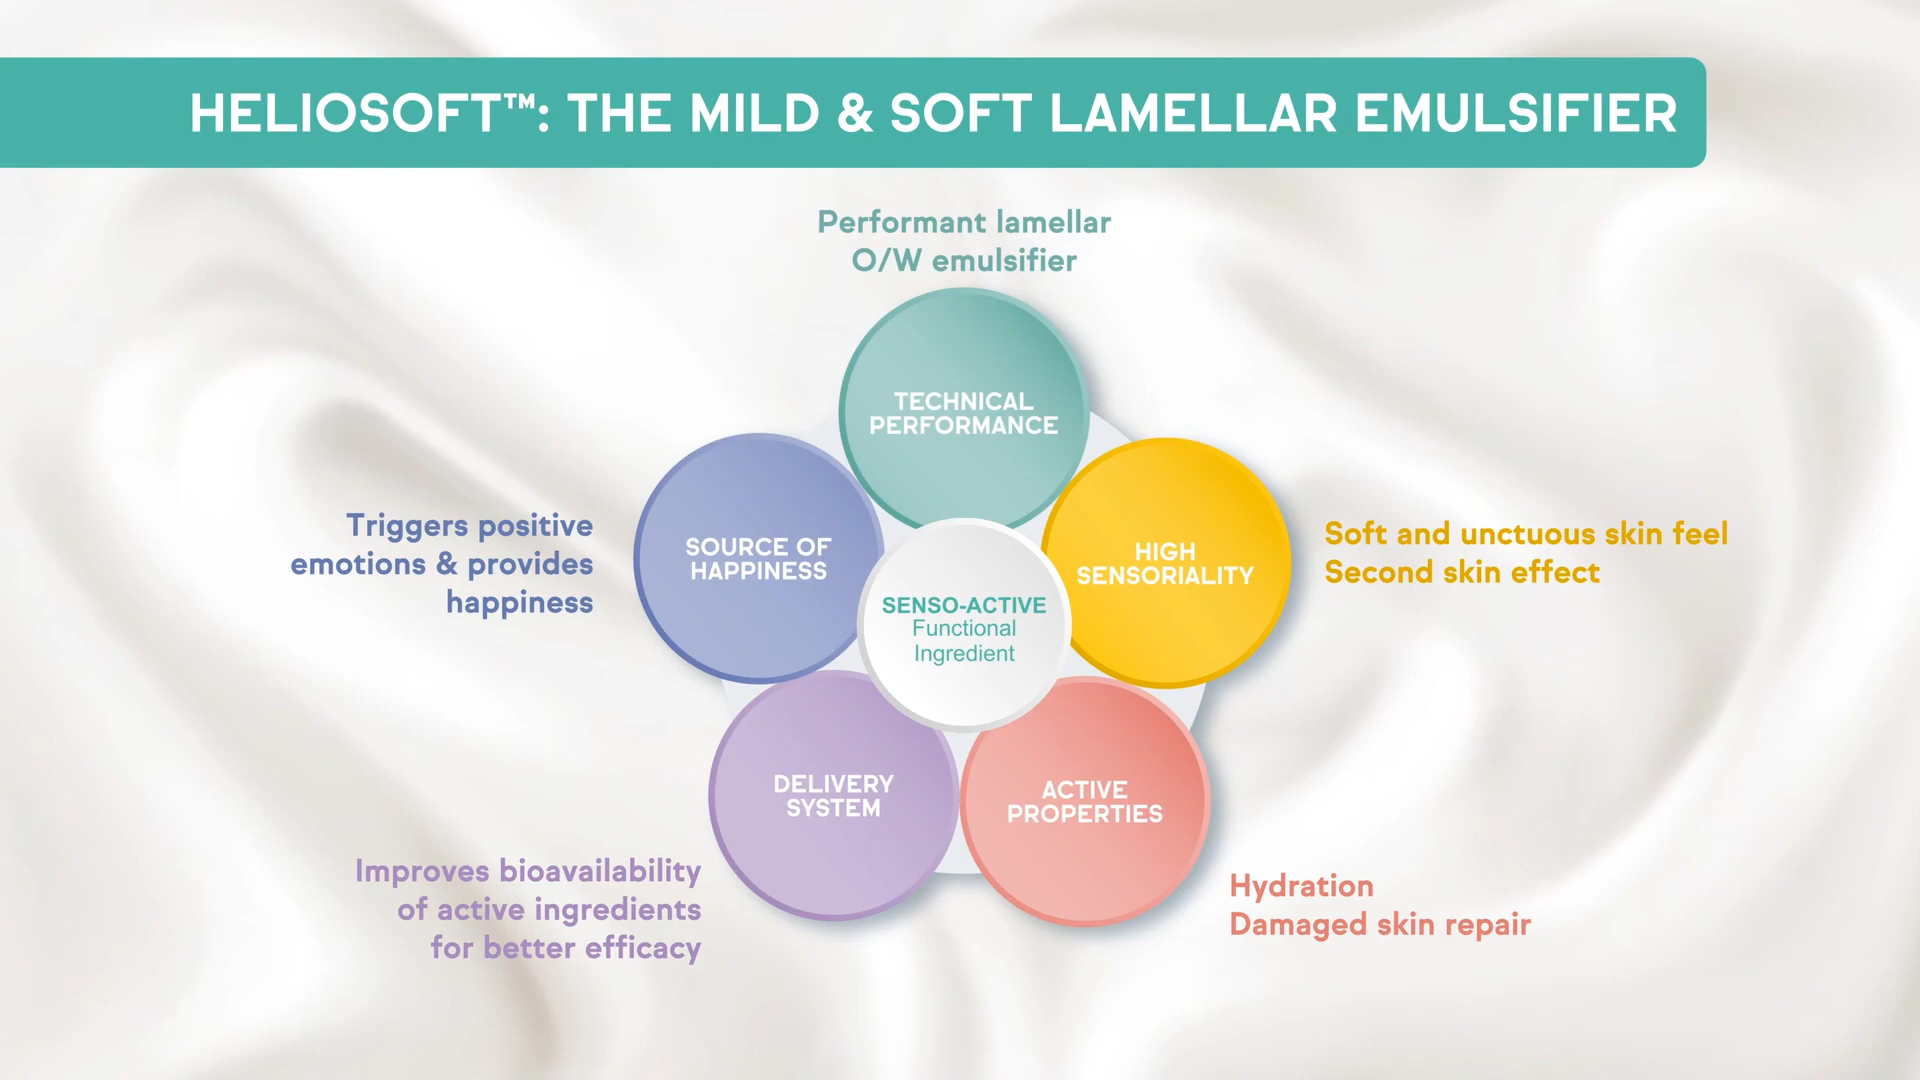 HELIOSOFT™: THE MILD & SOFT LAMELLAR EMULSIFIER
Performant lamellar
O/W emulsifier
TECHNICAL
PERFORMANCE
HIGH
SENSORIALITY
Soft and unctuous skin feel
Second skin effect
ACTIVE
PROPERTIES
Hydration
Damaged skin repair
DELIVERY
SYSTEM
Improves bioavailability
of active ingredients
for better efficacy
SOURCE OF
HAPPINESS
Triggers positive
emotions & provides
happiness
SENSO-ACTIVE
Functional
Ingredient